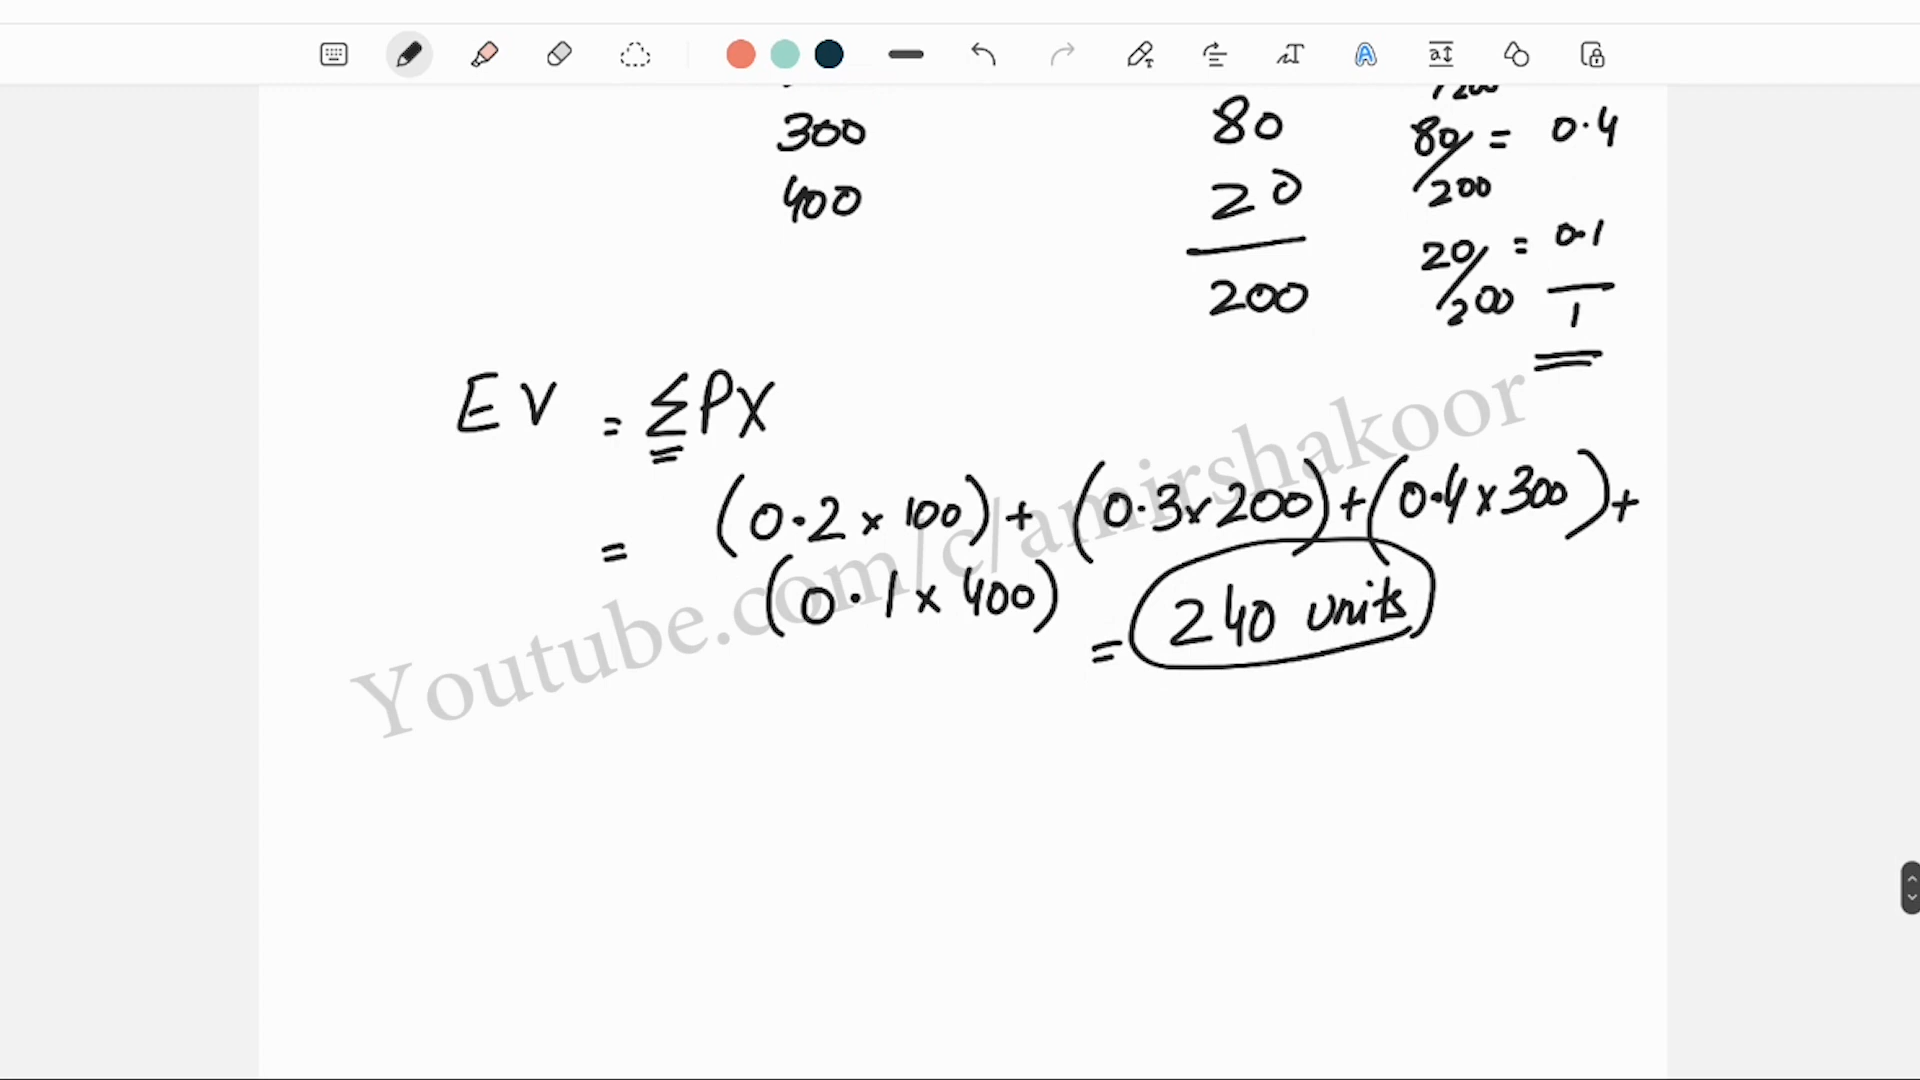 300 80 80/200 = 0.4
400 20 20/200 = 0.1
200 1
EV = ΣPX
= (0.2 x 100) + (0.3 x 200) + (0.4 x 300) +
(0.1 x 400) = 240 units
Youtube.com/c/amirshakoor